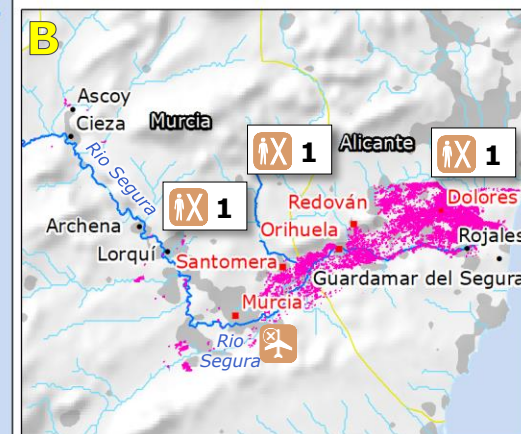 B
Ascoy
Cieza
Murcia
Rio Segura
1
Alicante
1
1
Redován
Dolores
Archena
Orihuela
Rojales
Lorquí
Santomera
Guardamar del Segura
Murcia
Rio
Segura